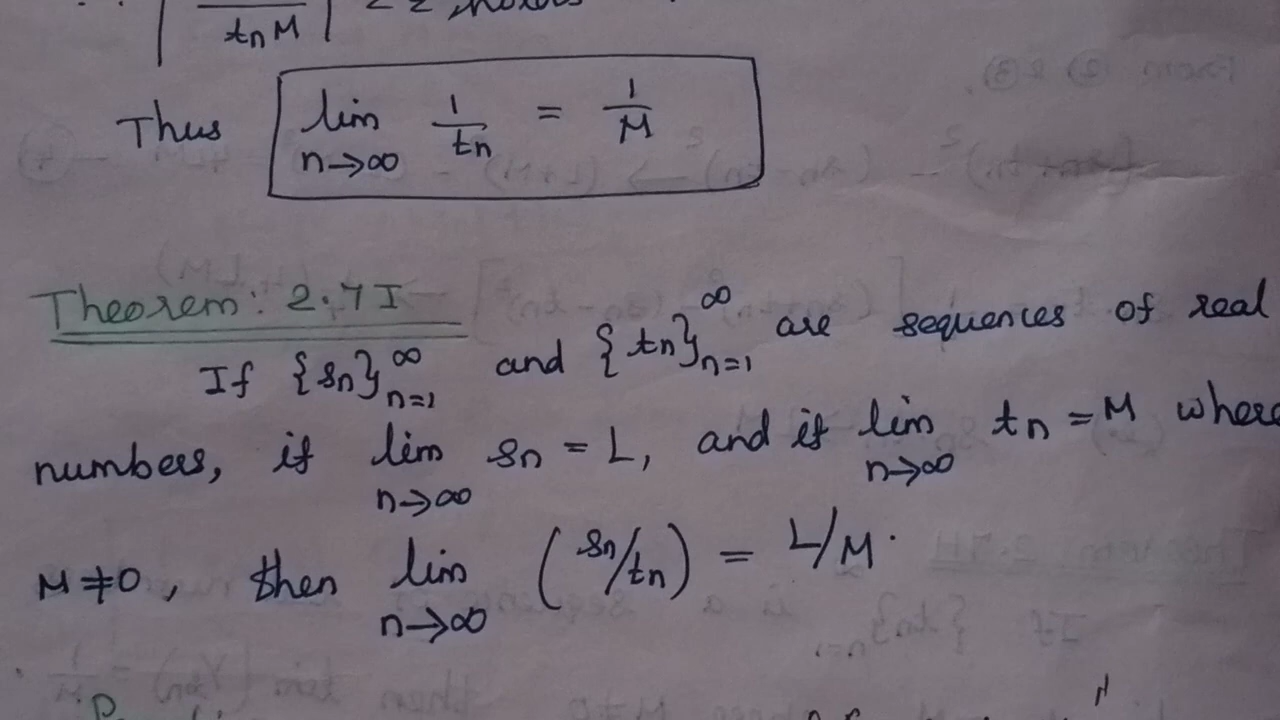 tnM
Thus lim n→∞ 1/tn = 1/M
Theorem: 2.7I
If {sn}∞n=1 and {tn}∞n=1 are sequences of real
numbers, if lim n→∞ sn = L, and if lim n→∞ tn = M where
M≠0, then lim n→∞ (sn/tn) = L/M.